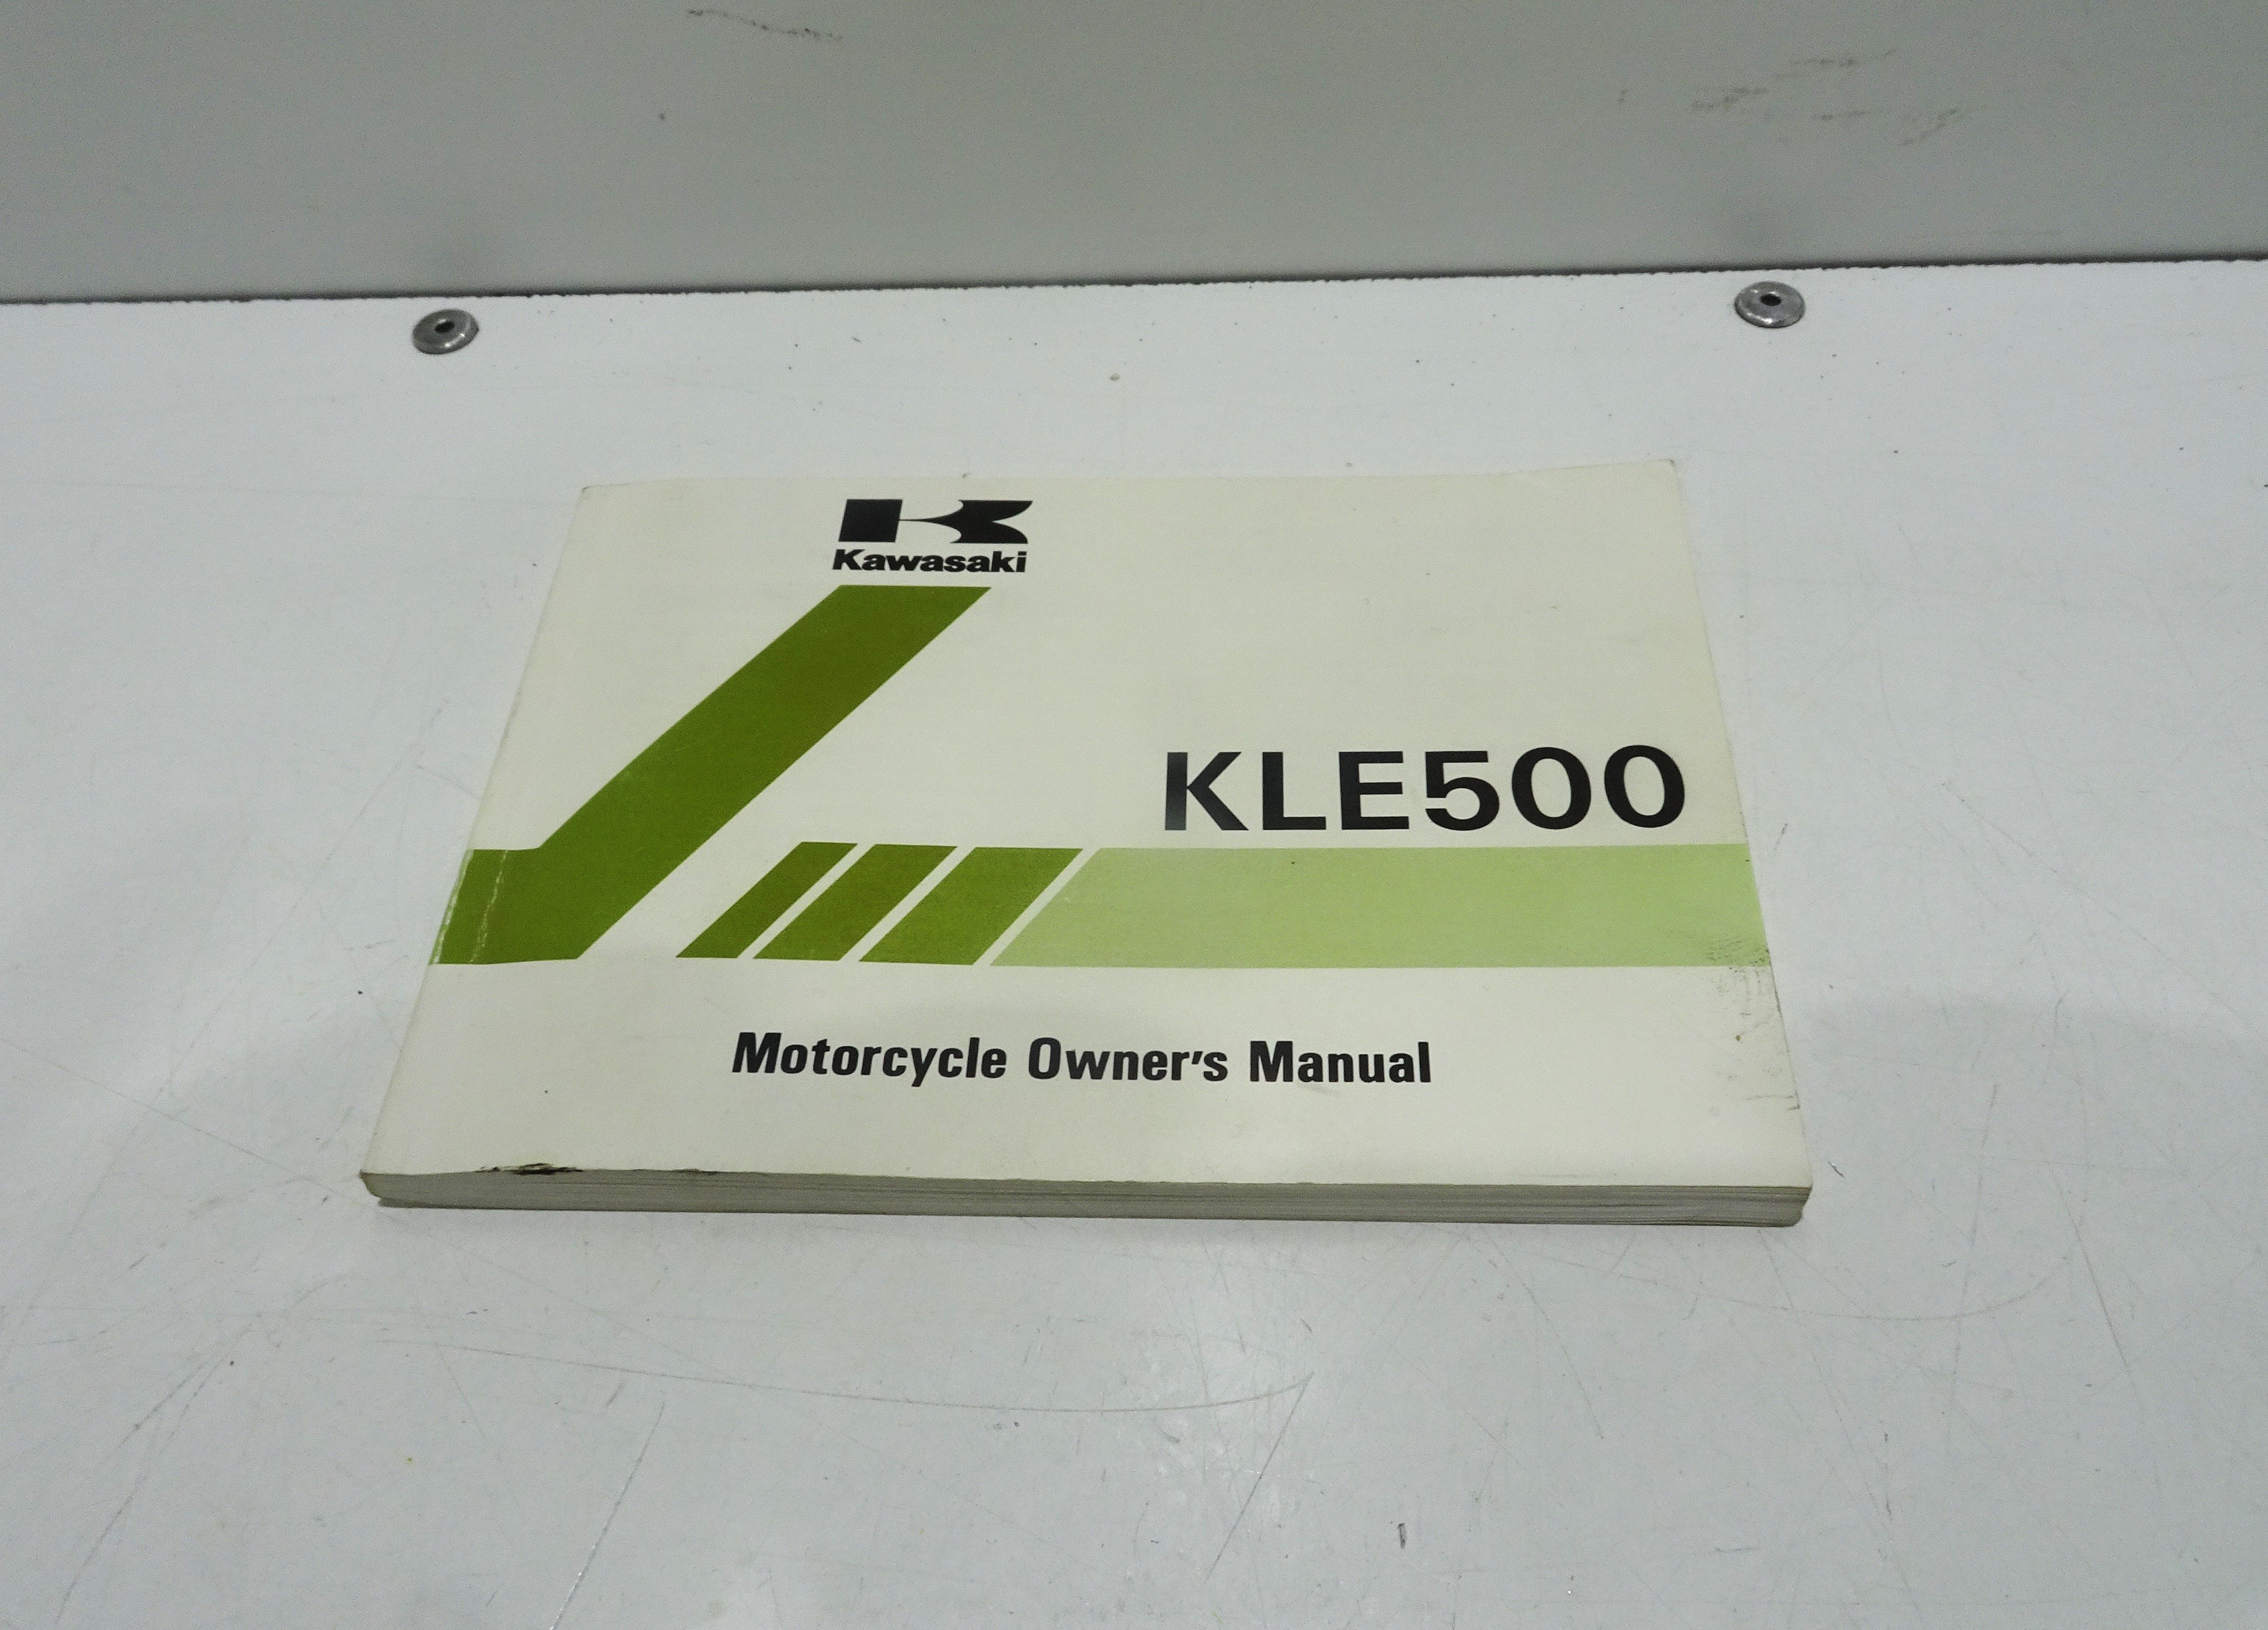 Kawasaki
KLE500
Motorcycle Owner's Manual